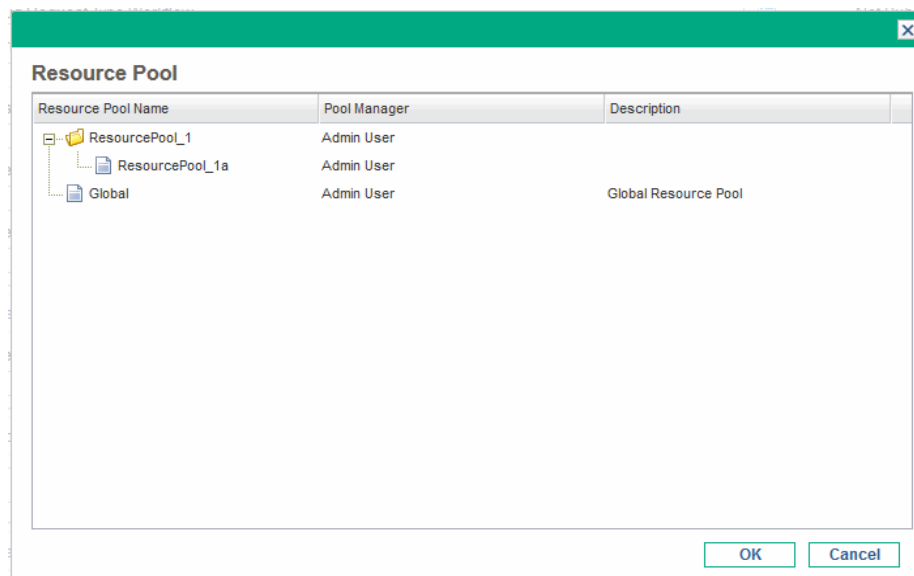 Resource Pool
Resource Pool Name Pool Manager Description
ResourcePool_1 Admin User
ResourcePool_1a Admin User
Global Admin User Global Resource Pool
OK Cancel